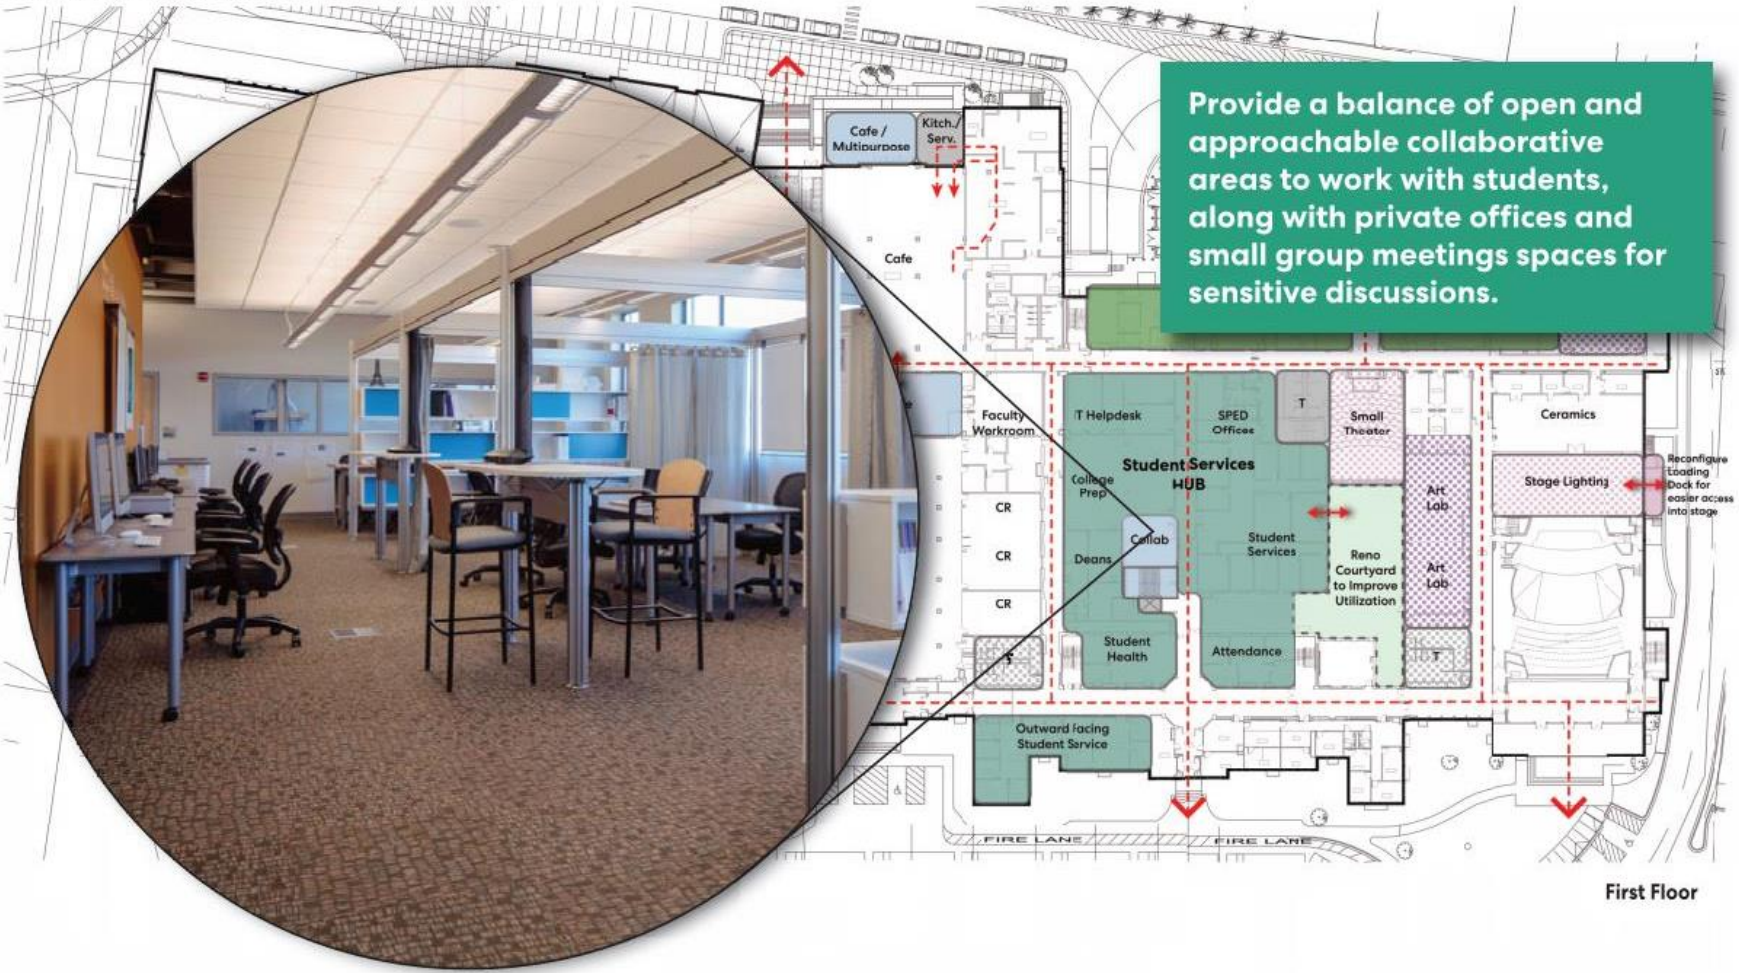 Provide a balance of open and
approachable collaborative
areas to work with students,
along with private offices and
small group meetings spaces for
sensitive discussions.
Cafe /
Multipurpose
Kitch./
Serv.
Cafe
Faculty
Workroom
IT Helpdesk
SPED
Offices
T
Small
Theater
Ceramics
Student Services
HUB
College
Prep
Stage Lighting
Reconfigure
Loading
Dock for
easier access
into stage
CR
Art
Lab
Collab
Student
Services
CR
Deans
Reno
Courtyard
to Improve
Utilization
Art
Lab
CR
Student
Health
Attendance
T
T
Outward Facing
Student Service
FIRE LANE
FIRE LANE
First Floor